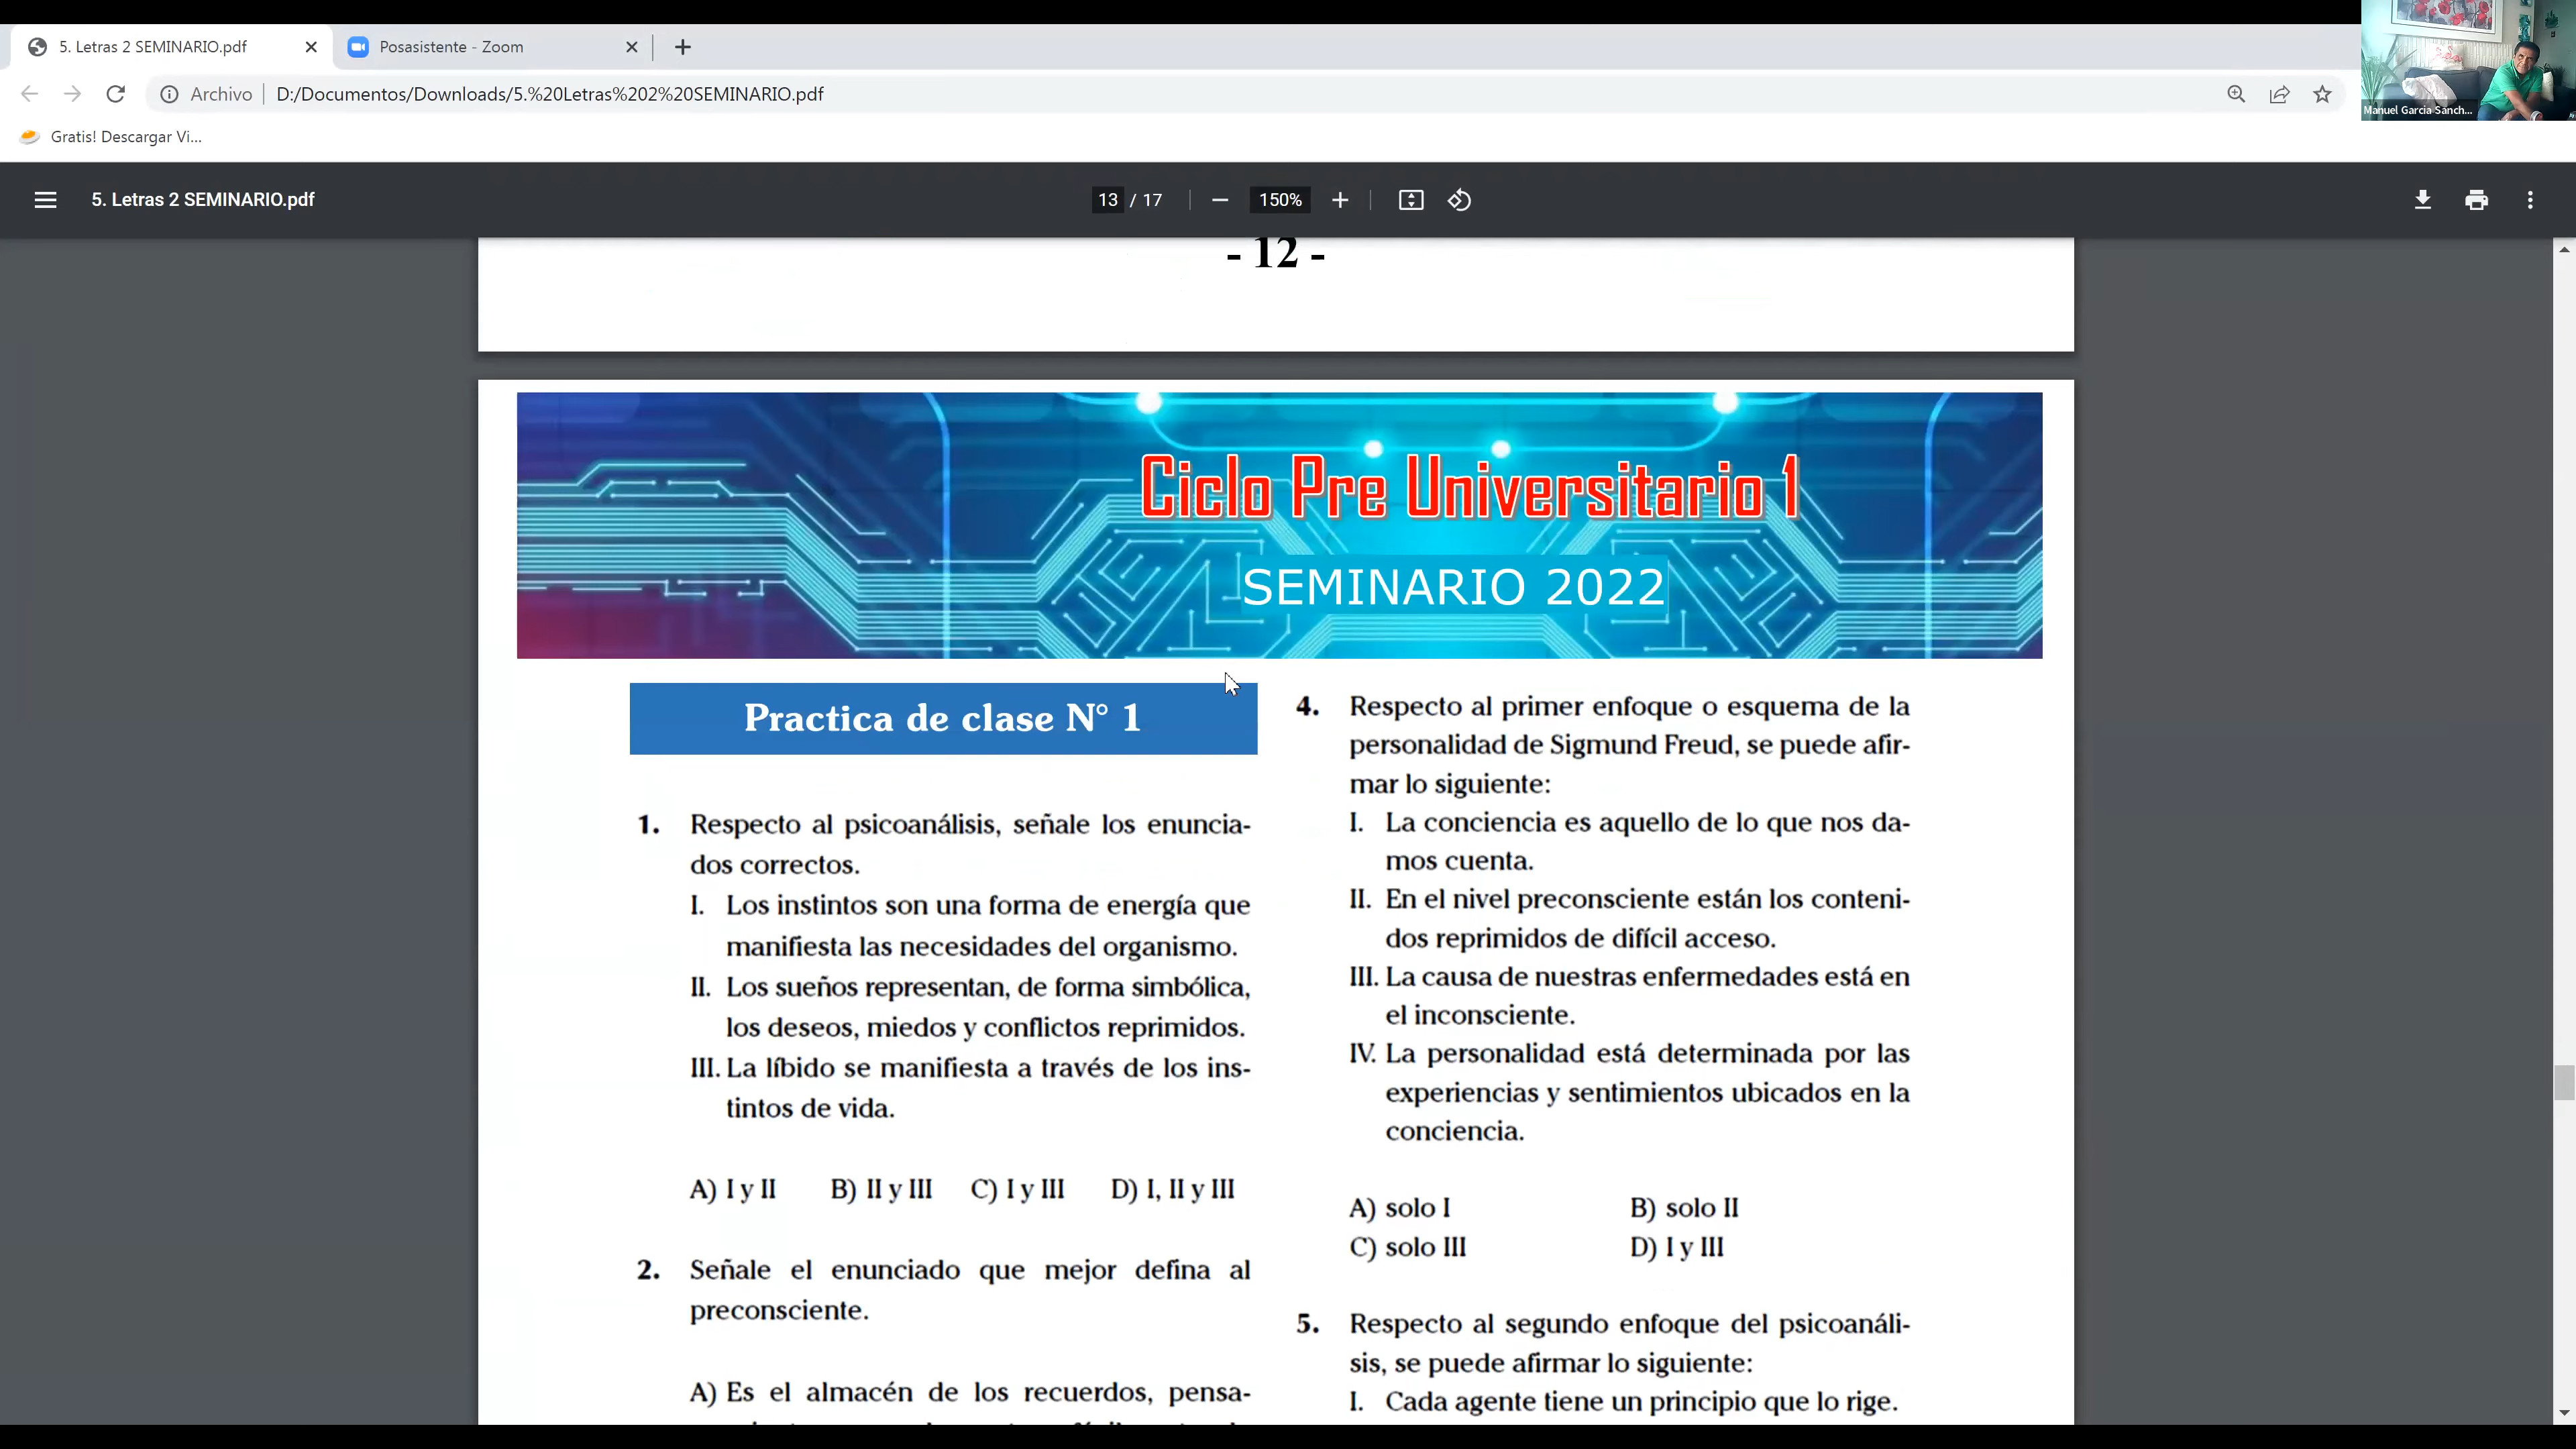 5. Letras 2 SEMINARIO.pdf
Posasistente - Zoom
Archivo
D:/Documentos/Downloads/5.%20Letras%202%20SEMINARIO.pdf
Manuel Garcia Sanch...
Gratis! Descargar Vi...
5. Letras 2 SEMINARIO.pdf
13 / 17
150%
- 12 -
Ciclo Pre Universitario 1
SEMINARIO 2022
Practica de clase N° 1
1. Respecto al psicoanálisis, señale los enuncia-
dos correctos.
I. Los instintos son una forma de energía que
manifiesta las necesidades del organismo.
II. Los sueños representan, de forma simbólica,
los deseos, miedos y conflictos reprimidos.
III. La líbido se manifiesta a través de los ins-
tintos de vida.
A) I y II B) II y III C) I y III D) I, II y III
2. Señale el enunciado que mejor defina al
preconsciente.
A) Es el almacén de los recuerdos, pensa-
4. Respecto al primer enfoque o esquema de la
personalidad de Sigmund Freud, se puede afir-
mar lo siguiente:
I. La conciencia es aquello de lo que nos da-
mos cuenta.
II. En el nivel preconsciente están los conteni-
dos reprimidos de difícil acceso.
III. La causa de nuestras enfermedades está en
el inconsciente.
IV. La personalidad está determinada por las
experiencias y sentimientos ubicados en la
conciencia.
A) solo I B) solo II
C) solo III D) I y III
5. Respecto al segundo enfoque del psicoanáli-
sis, se puede afirmar lo siguiente:
I. Cada agente tiene un principio que lo rige.